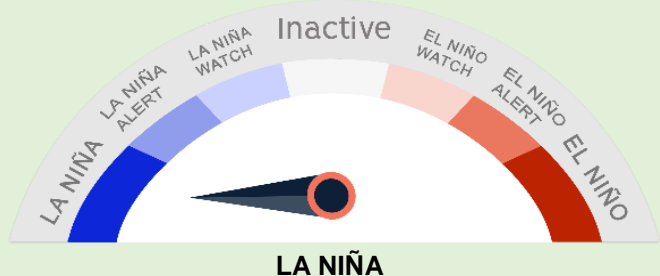 LA NIÑA
LA NIÑA
ALERT
LA NIÑA
WATCH
Inactive
EL NIÑO
WATCH
EL NIÑO
ALERT
EL NIÑO
LA NIÑA